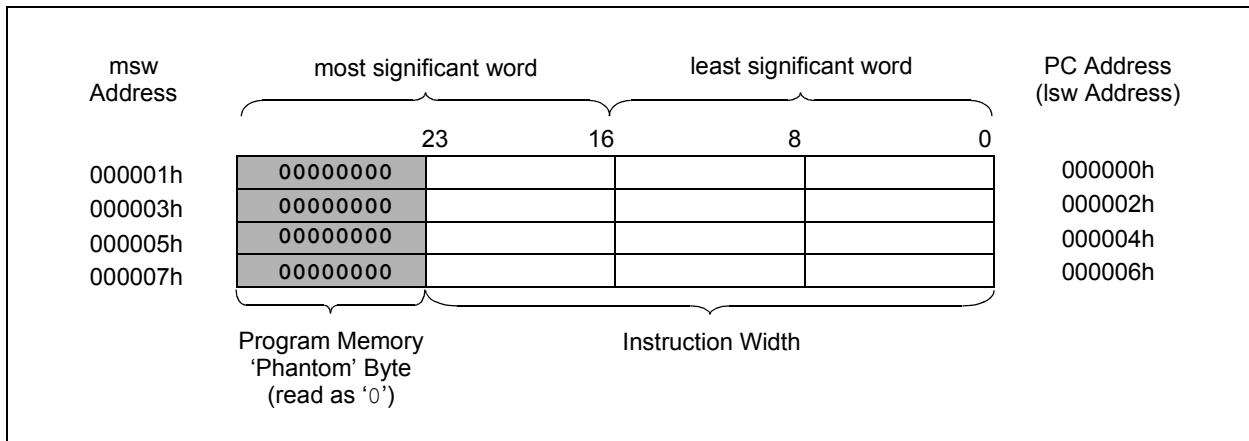 msw
Address
most significant word
least significant word
PC Address
(lsw Address)
23
16
8
0
000001h
00000000
000000h
000003h
00000000
000002h
000005h
00000000
000004h
000007h
00000000
000006h
Program Memory
‘Phantom’ Byte
(read as ‘0’)
Instruction Width